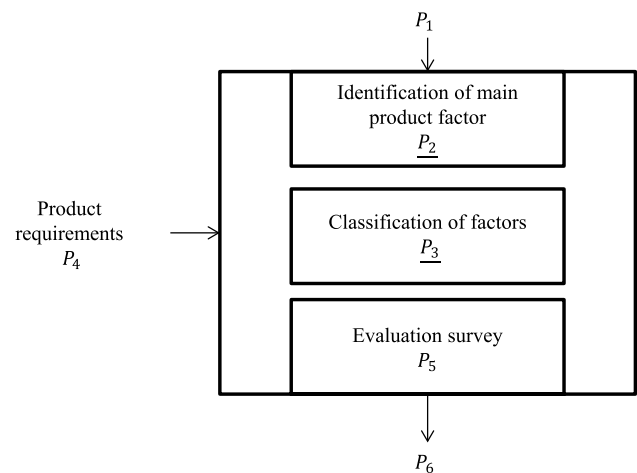 P1
Identification of main
product factor
P2
Product
requirements
P4
Classification of factors
P3
Evaluation survey
P5
P6